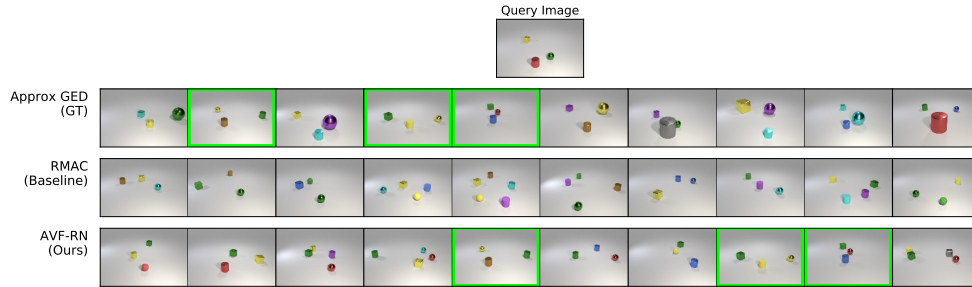 Query Image
Approx GED
(GT)
RMAC
(Baseline)
AVF-RN
(Ours)